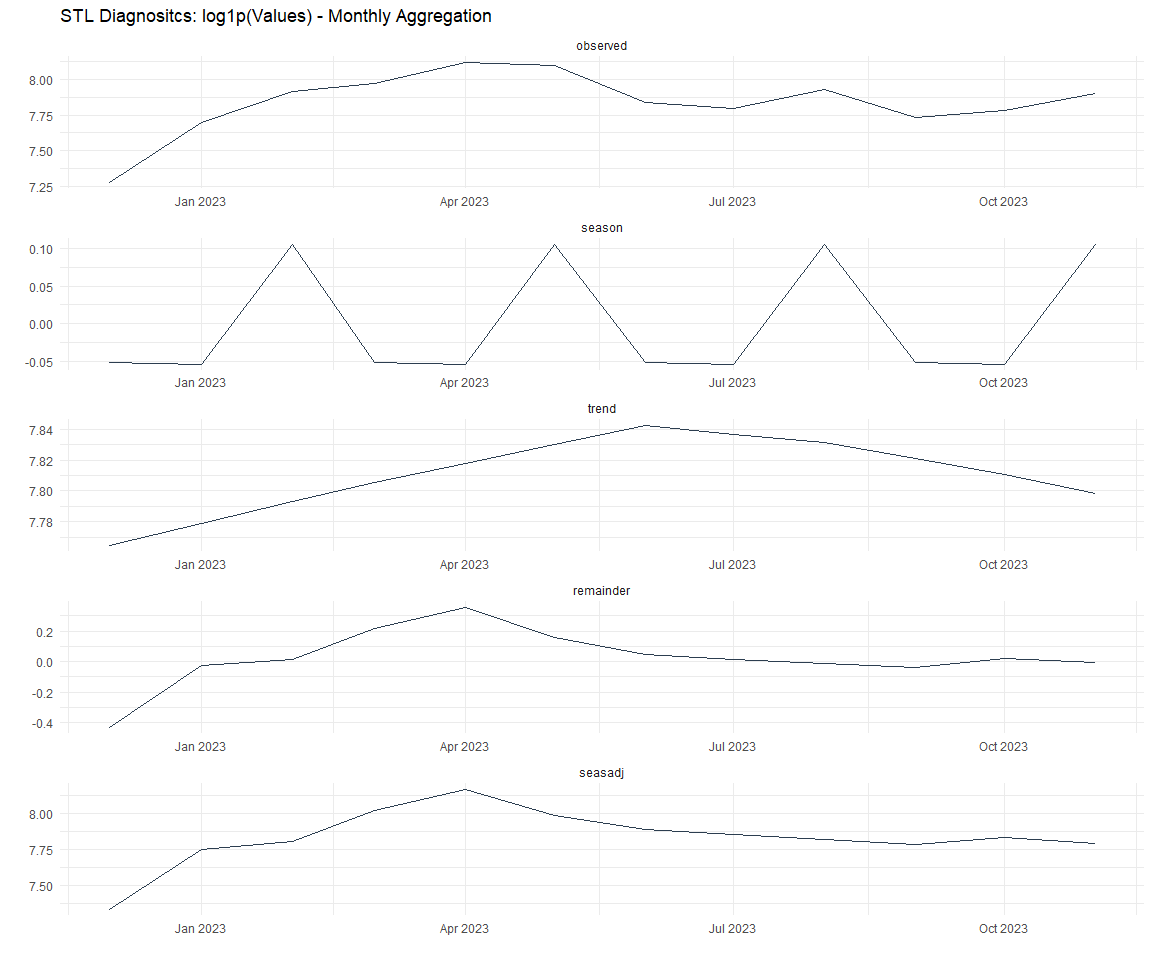 STL Diagnositcs: log1p(Values) - Monthly Aggregation
observed
8.00
7.75
7.50
7.25
Jan 2023 Apr 2023 Jul 2023 Oct 2023
season
0.10
0.05
0.00
-0.05
Jan 2023 Apr 2023 Jul 2023 Oct 2023
trend
7.84
7.82
7.80
7.78
Jan 2023 Apr 2023 Jul 2023 Oct 2023
remainder
0.2
0.0
-0.2
-0.4
Jan 2023 Apr 2023 Jul 2023 Oct 2023
seasadj
8.00
7.75
7.50
Jan 2023 Apr 2023 Jul 2023 Oct 2023